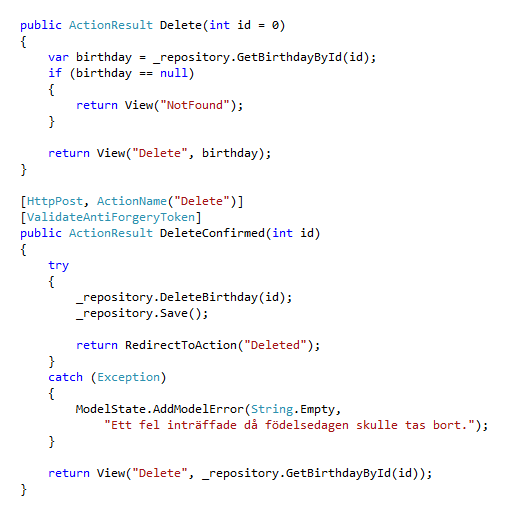 public ActionResult Delete(int id = 0)
{
    var birthday = _repository.GetBirthdayById(id);
    if (birthday == null)
    {
        return View("NotFound");
    }

    return View("Delete", birthday);
}

[HttpPost, ActionName("Delete")]
[ValidateAntiForgeryToken]
public ActionResult DeleteConfirmed(int id)
{
    try
    {
        _repository.DeleteBirthday(id);
        _repository.Save();

        return RedirectToAction("Deleted");
    }
    catch (Exception)
    {
        ModelState.AddModelError(String.Empty,
            "Ett fel inträffade då födelsedagen skulle tas bort.");
    }

    return View("Delete", _repository.GetBirthdayById(id));
}